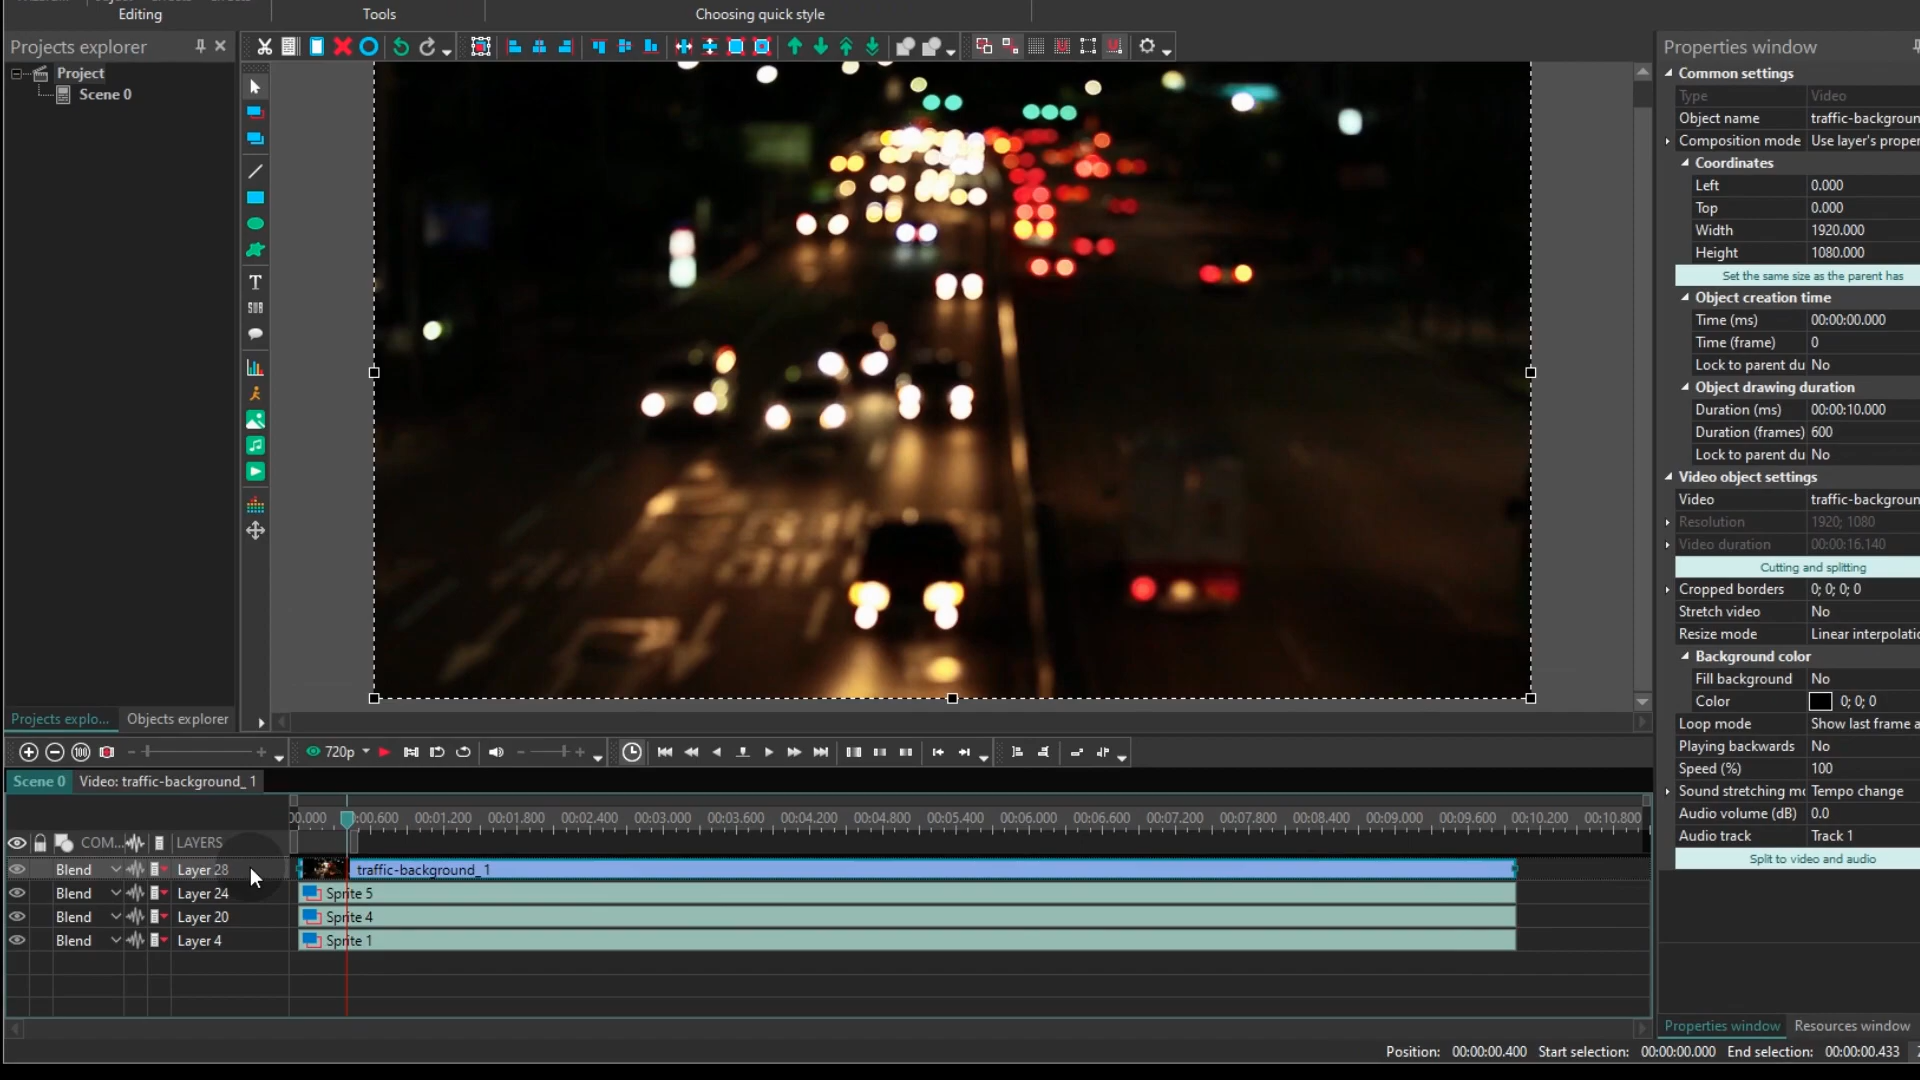 Editing
Tools
Choosing quick style
Projects explorer
Project
Scene 0
T
SUB
Projects explo...
Objects explorer
Properties window
Common settings
Type Video
Object name traffic-backgroun
Composition mode Use layer's proper
Coordinates
Left 0.000
Top 0.000
Width 1920.000
Height 1080.000
Set the same size as the parent has
Object creation time
Time (ms) 00:00:00.000
Time (frame) 0
Lock to parent du No
Object drawing duration
Duration (ms) 00:00:10.000
Duration (frames) 600
Lock to parent du No
Video object settings
Video traffic-backgroun
Resolution 1920; 1080
Video duration 00:00:16.140
Cutting and splitting
Cropped borders 0; 0; 0; 0
Stretch video No
Resize mode Linear interpolatio
Background color
Fill background No
Color 0; 0; 0
Loop mode Show last frame a
Playing backwards No
Speed (%) 100
Sound stretching mo Tempo change
Audio volume (dB) 0.0
Audio track Track 1
Split to video and audio
Properties window
Resources window
100
720p
Scene 0
Video: traffic-background_1
00.000 00:00.600 00:01.200 00:01.800 00:02.400 00:03.000 00:03.600 00:04.200 00:04.800 00:05.400 00:06.000 00:06.600 00:07.200 00:07.800 00:08.400 00:09.000 00:09.600 00:10.200 00:10.800
COM... LAYERS
Blend Layer 28 traffic-background_1
Blend Layer 24 Sprite 5
Blend Layer 20 Sprite 4
Blend Layer 4 Sprite 1
Position: 00:00:00.400 Start selection: 00:00:00.000 End selection: 00:00:00.433